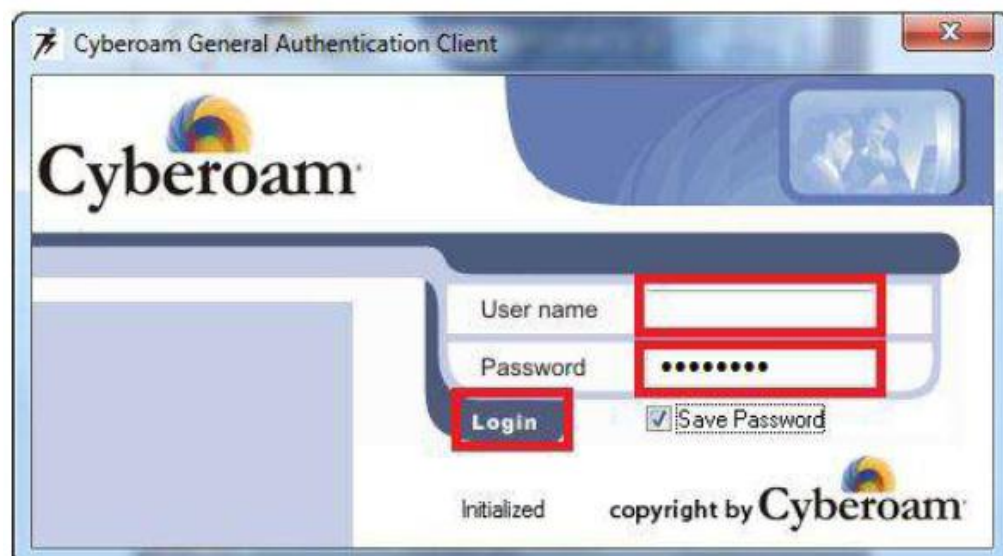 Cyberoam General Authentication Client
Cyberoam
User name
Password ●●●●●●●●
Login Save Password
Initialized copyright by Cyberoam